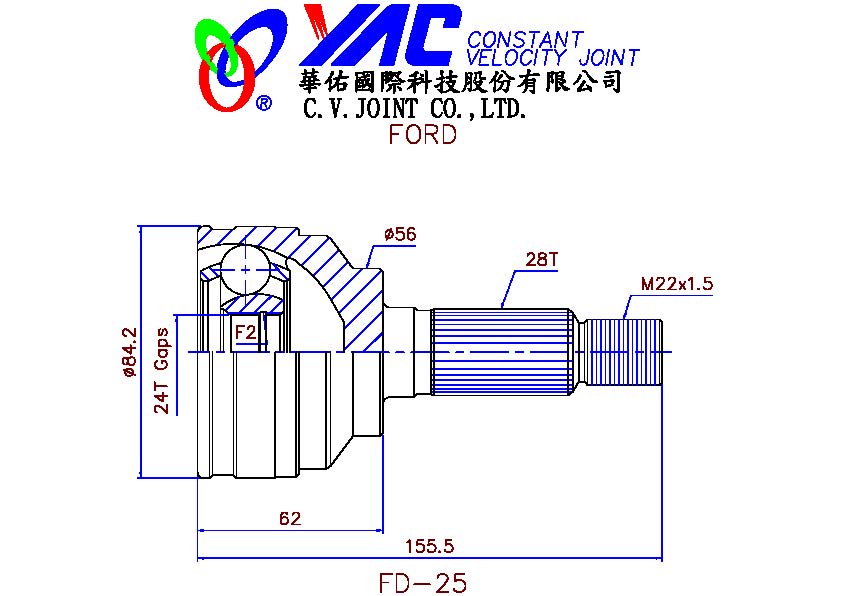 YAC CONSTANT
VELOCITY JOINT
®
華佑國際科技股份有限公司
C.V.JOINT CO.,LTD.
FORD
ø56
28T
M22x1.5
F2
ø84.2
24T Gaps
62
155.5
FD-25